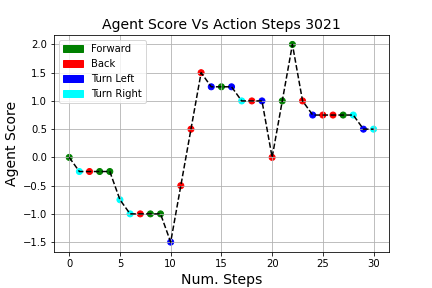 Agent Score Vs Action Steps 3021
Agent Score
2.0
1.5
1.0
0.5
0.0
−0.5
−1.0
−1.5
Forward
Back
Turn Left
Turn Right
0 5 10 15 20 25 30
Num. Steps